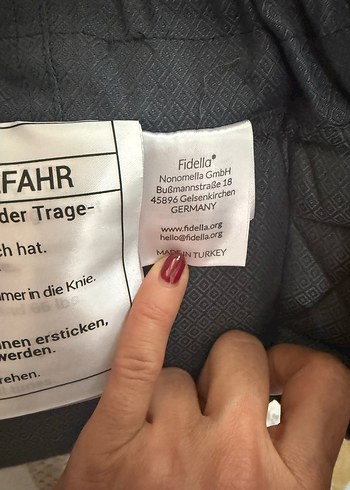 FAHR
der Trage-
ch hat.
mer in die Knie.
nen ersticken,
werden.
rehen.
Fidella®
Nonomella GmbH
Bußmannstraße 18
45896 Gelsenkirchen
GERMANY
www.fidella.org
hello@fidella.org
MADE IN TURKEY